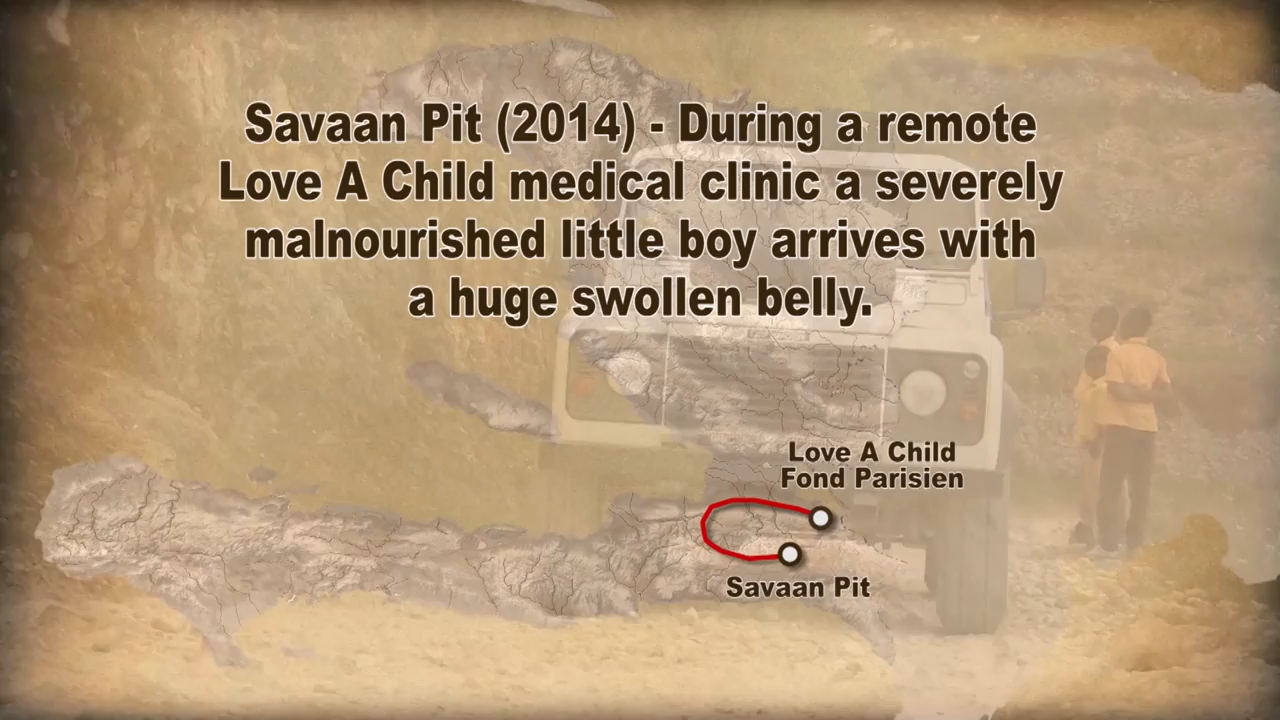 Savaan Pit (2014) - During a remote
Love A Child medical clinic a severely
malnourished little boy arrives with
a huge swollen belly.
Love A Child
Fond Parisien
Savaan Pit